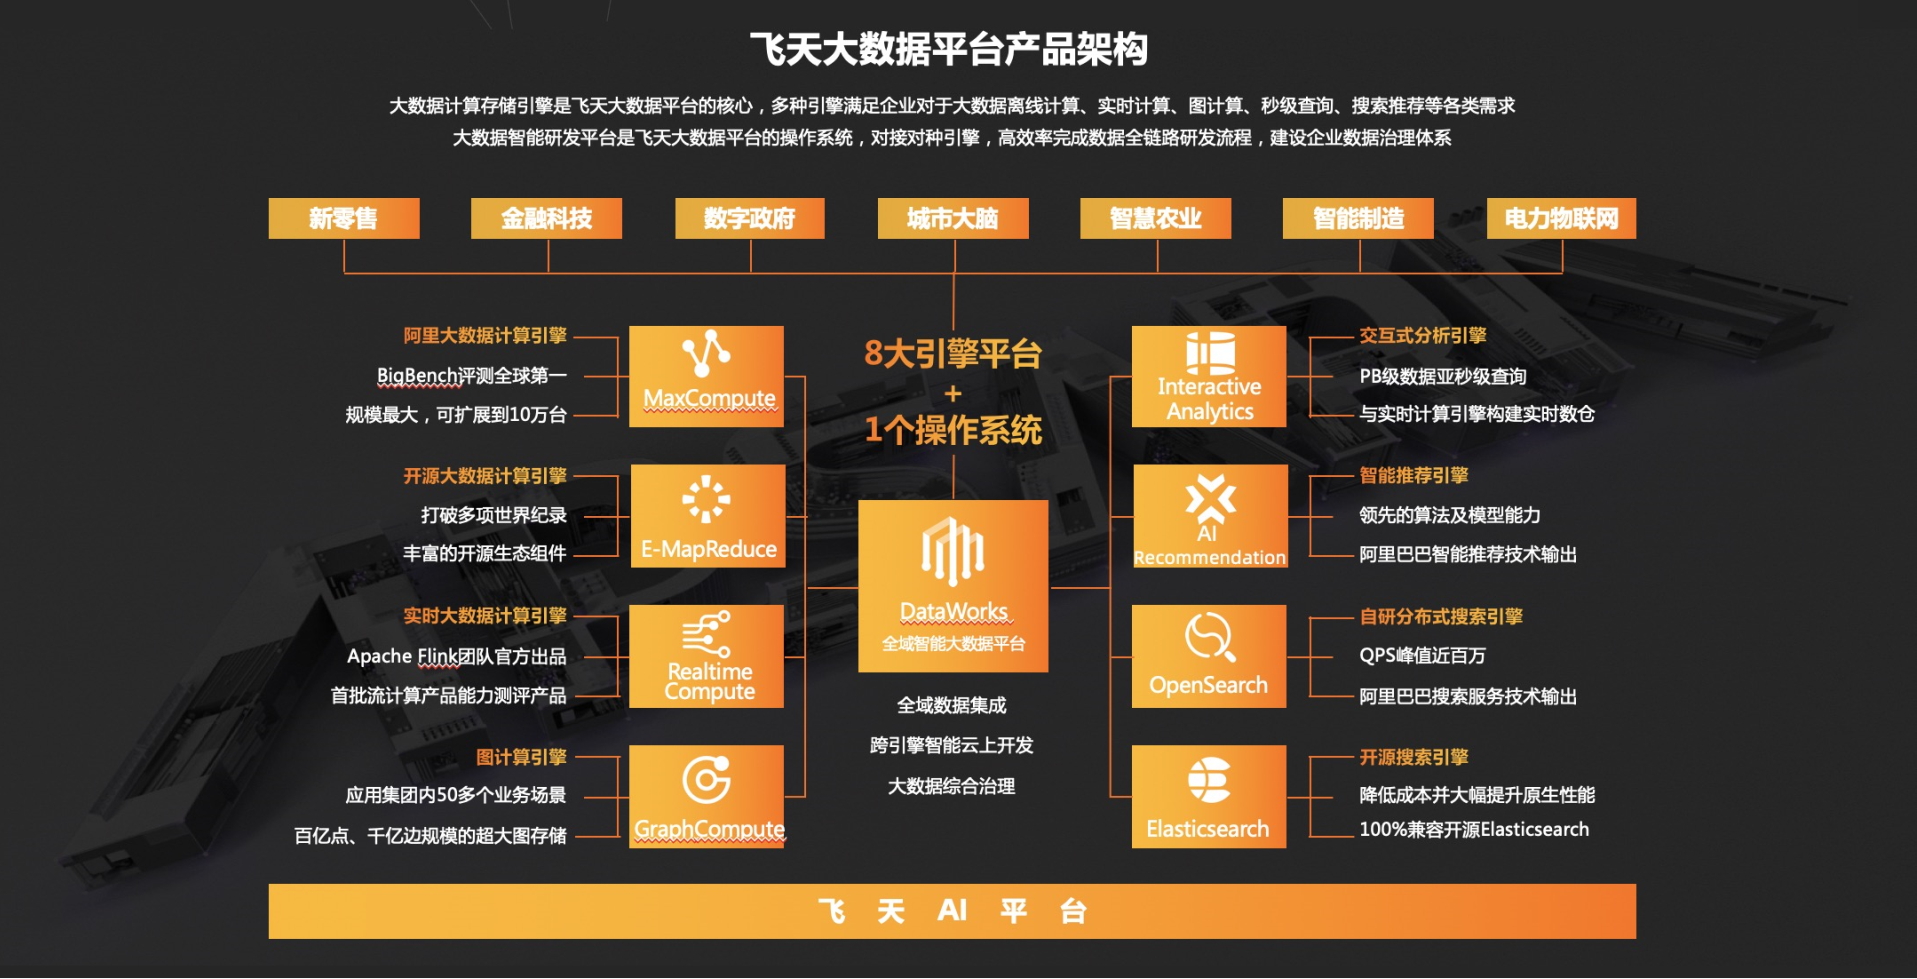 飞天大数据平台产品架构
大数据计算存储引擎是飞天大数据平台的核心，多种引擎满足企业对于大数据离线计算、实时计算、图计算、秒级查询、搜索推荐等各类需求
大数据智能研发平台是飞天大数据平台的操作系统，对接对种引擎，高效率完成数据全链路研发流程，建设企业数据治理体系
新零售
金融科技
数字政府
城市大脑
智慧农业
智能制造
电力物联网
阿里大数据计算引擎
BigBench评测全球第一
规模最大，可扩展到10万台
MaxCompute
开源大数据计算引擎
打破多项世界纪录
丰富的开源生态组件
E-MapReduce
实时大数据计算引擎
Apache Flink团队官方出品
首批流计算产品能力测评产品
Realtime
Compute
图计算引擎
应用集团内50多个业务场景
百亿点、千亿边规模的超大图存储
GraphCompute
8大引擎平台
+
1个操作系统
DataWorks
全域智能大数据平台
全域数据集成
跨引擎智能云上开发
大数据综合治理
Interactive
Analytics
交互式分析引擎
PB级数据亚秒级查询
与实时计算引擎构建实时数仓
AI
Recommendation
智能推荐引擎
领先的算法及模型能力
阿里巴巴智能推荐技术输出
OpenSearch
自研分布式搜索引擎
QPS峰值近百万
阿里巴巴搜索服务技术输出
Elasticsearch
开源搜索引擎
降低成本并大幅提升原生性能
100%兼容开源Elasticsearch
飞天AI平台